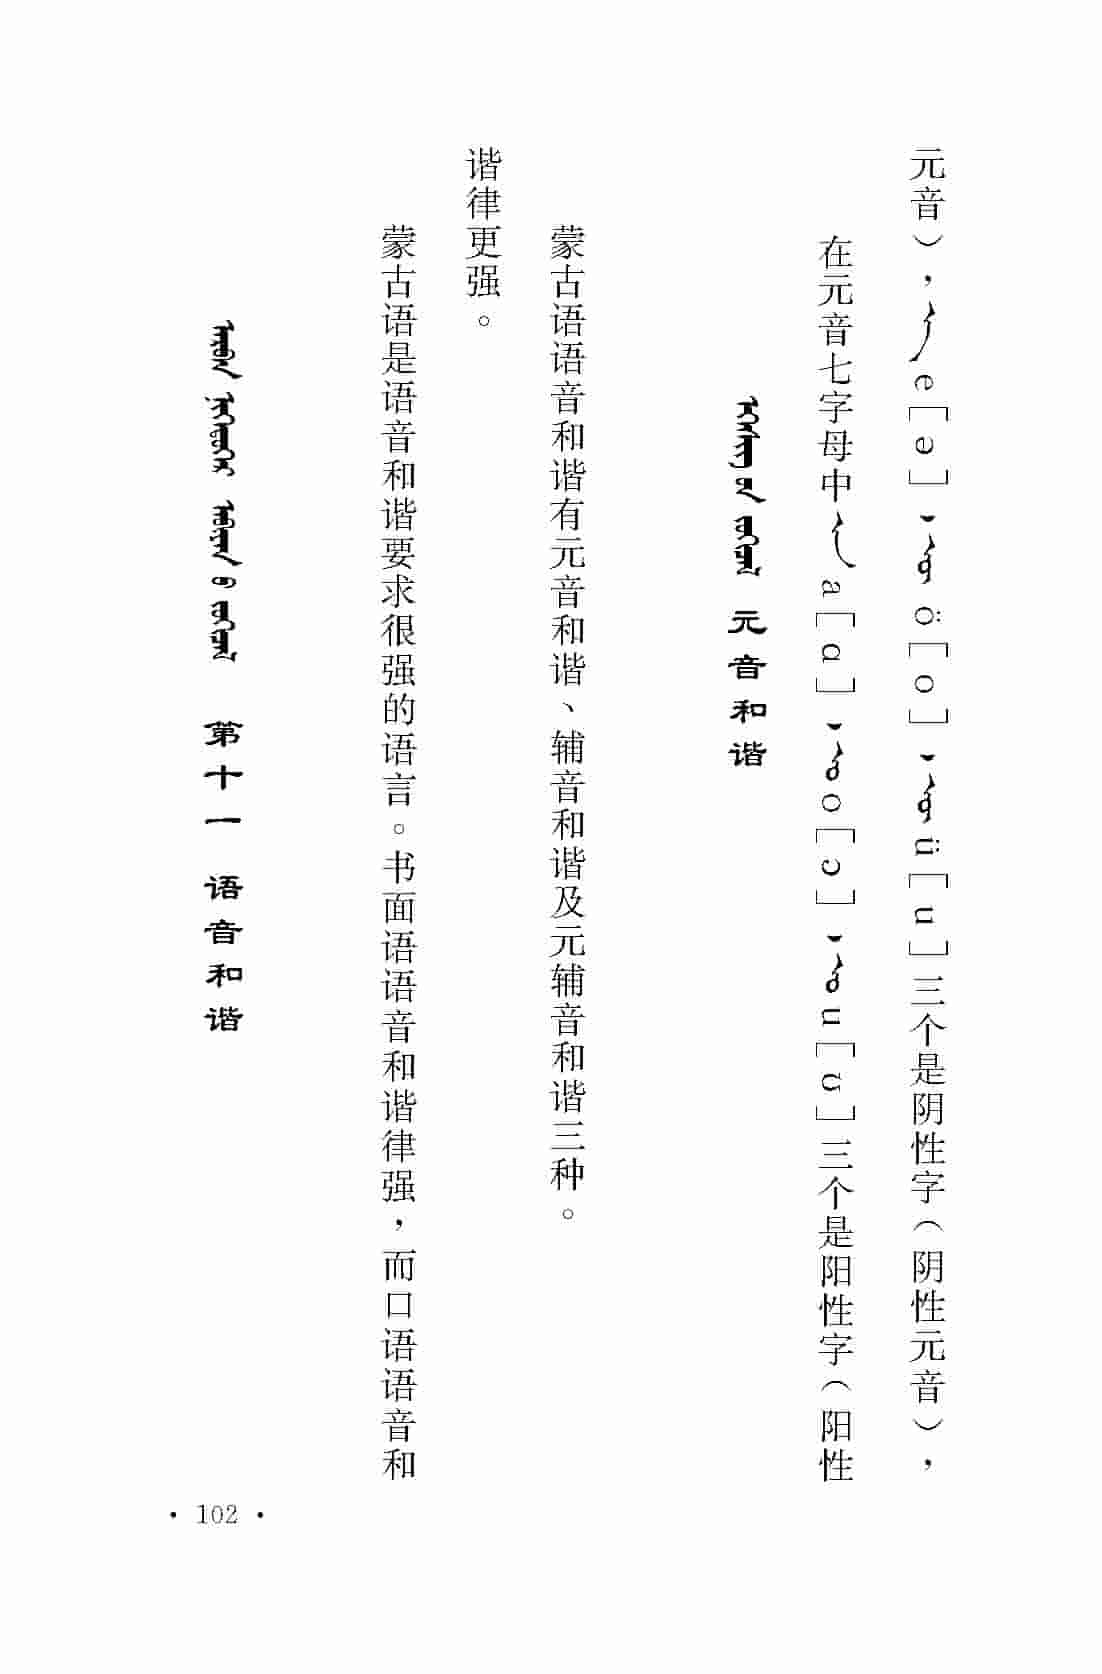 第十一 语音和谐
蒙古语是语音和谐要求很强的语言。书面语语音和谐律强，而口语语音和
谐律更强。
蒙古语语音和谐有元音和谐、辅音和谐及元辅音和谐三种。
元音和谐
在元音七字母中ᠠ a[ɑ]、ᠣ o[ɔ]、ᠤ u[ʊ]三个是阳性字（阳性
元音），ᠡ e[ə]、ᠥ ö[o]、ᠦ ü[u]三个是阴性字（阴性元音），
· 102 ·